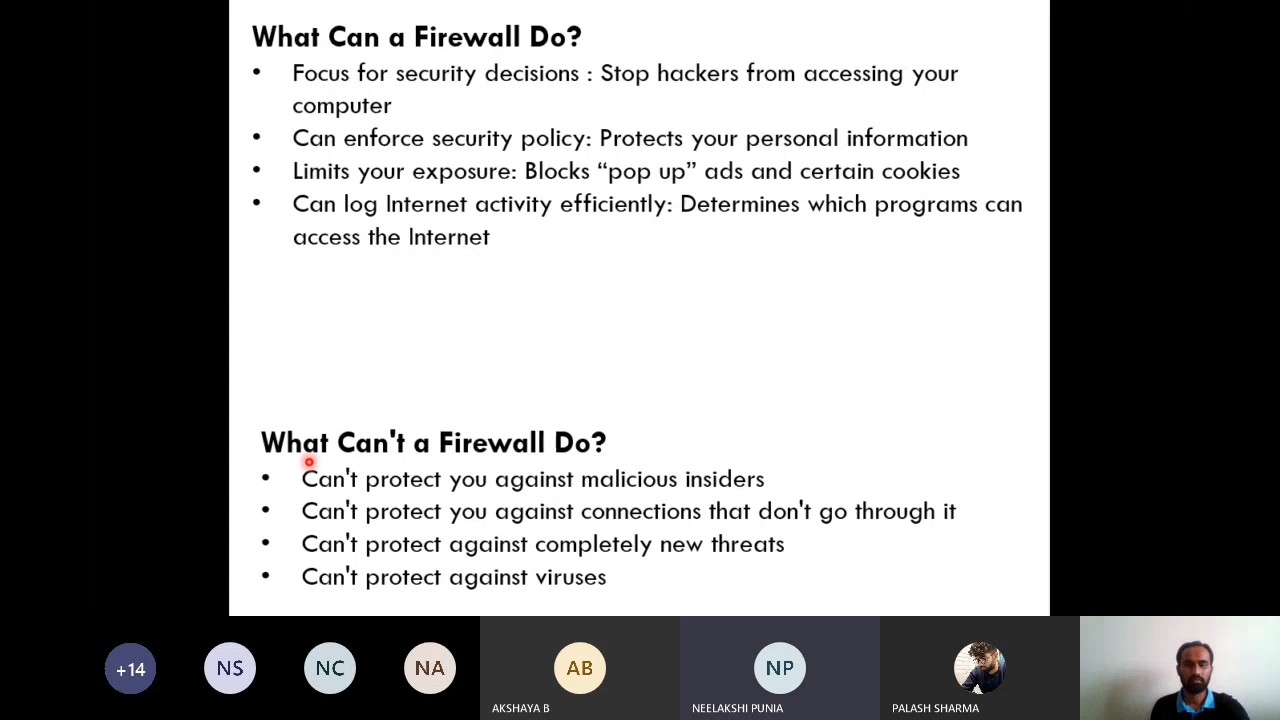 What Can a Firewall Do?
• Focus for security decisions : Stop hackers from accessing your
computer
• Can enforce security policy: Protects your personal information
• Limits your exposure: Blocks “pop up” ads and certain cookies
• Can log Internet activity efficiently: Determines which programs can
access the Internet
What Can't a Firewall Do?
• Can't protect you against malicious insiders
• Can't protect you against connections that don't go through it
• Can't protect against completely new threats
• Can't protect against viruses
+14
NS
NC
NA
AB
NP
AKSHAYA B
NEELAKSHI PUNIA
PALASH SHARMA